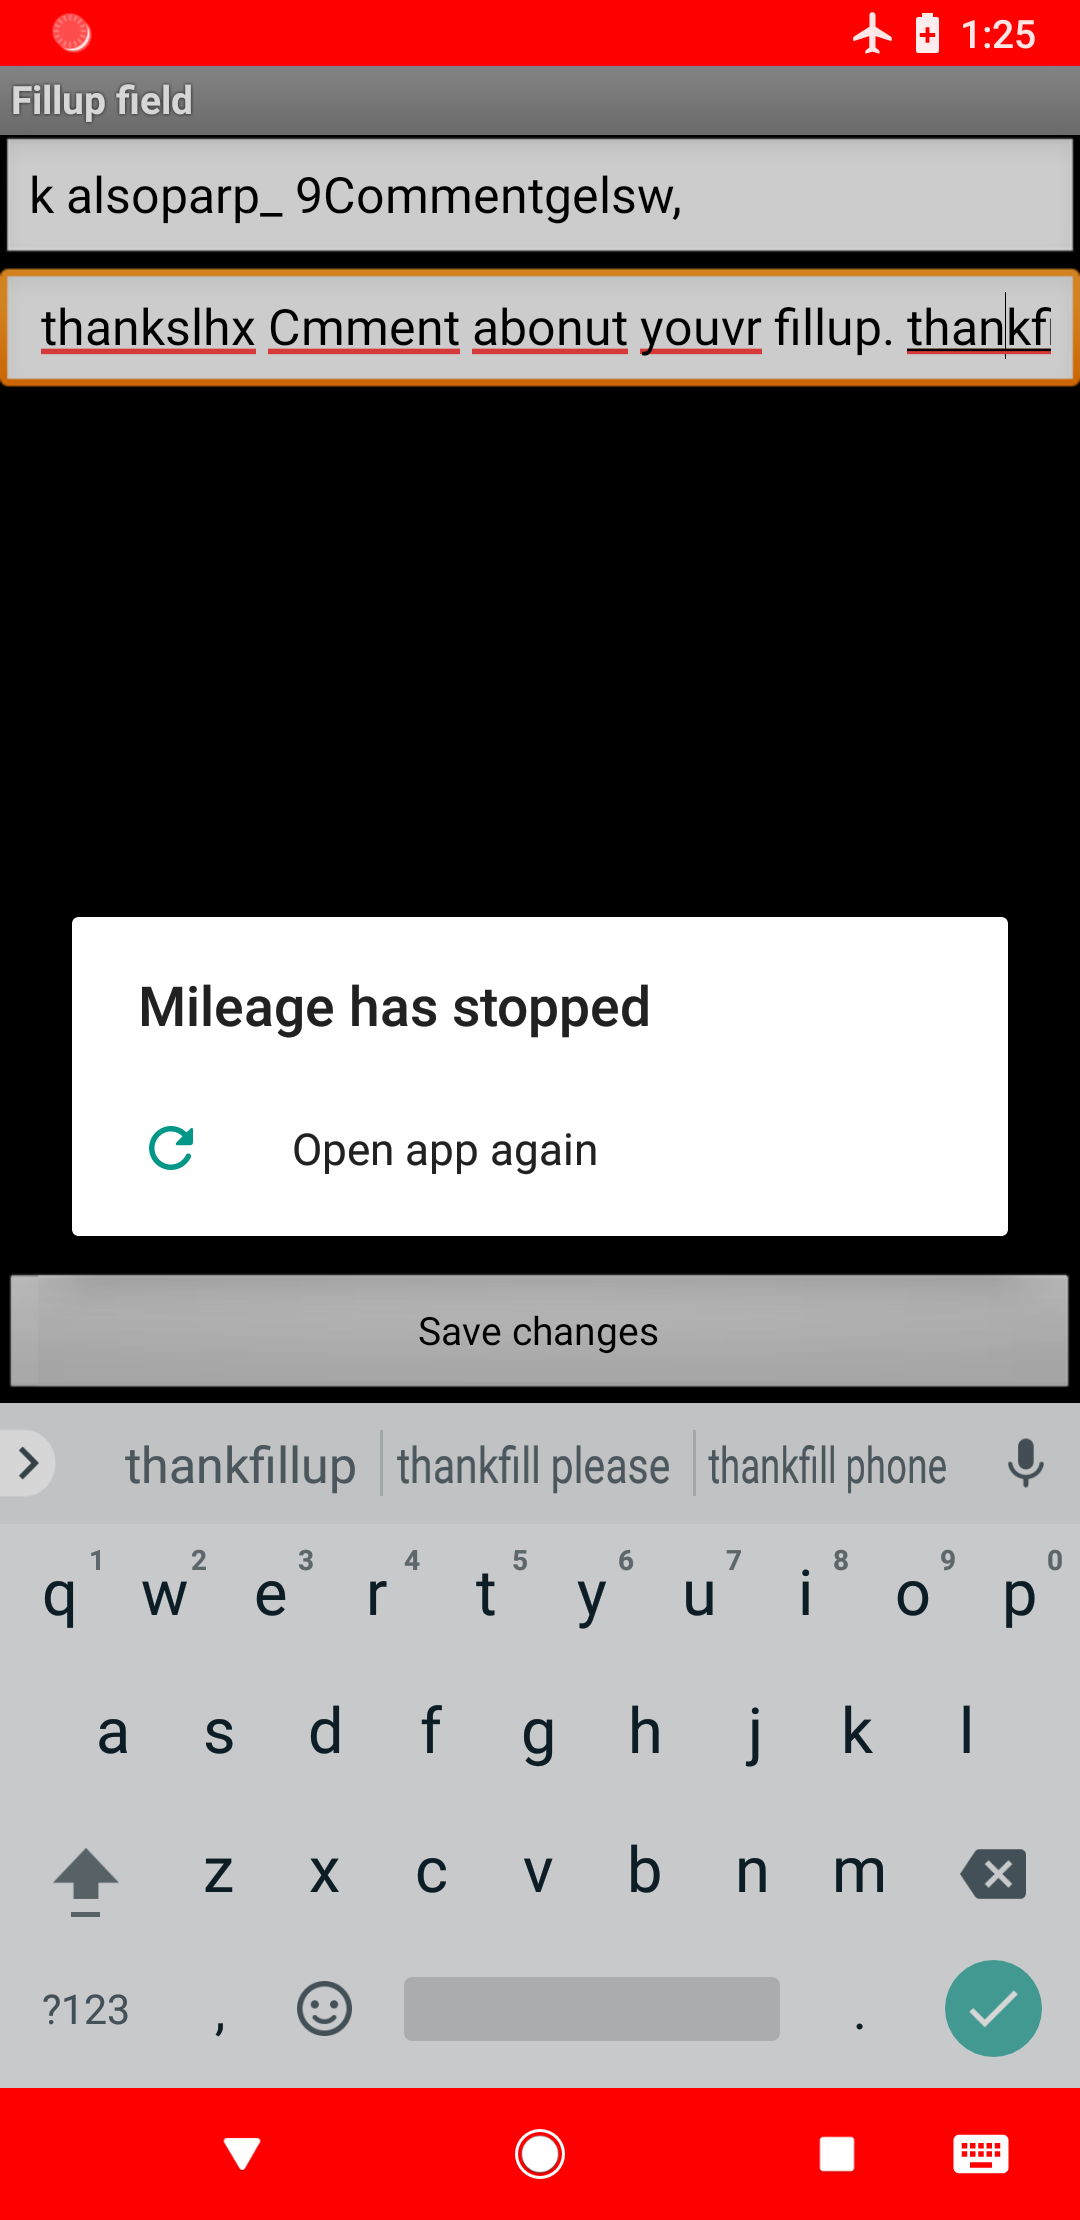 1:25
Fillup field
k alsoparp_ 9Commentgelsw,
thankslhx Cmment abonut youvr fillup. thankfi
Mileage has stopped
Open app again
Save changes
thankfillup thankfill please thankfill phone
1 2 3 4 5 6 7 8 9 0
q w e r t y u i o p
a s d f g h j k l
z x c v b n m
?123 , .